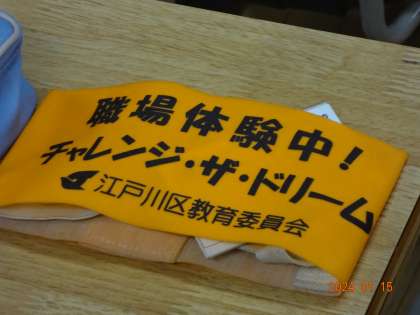 職場体験中!
チャレンジ・ザ・ドリーム
江戸川区教育委員会